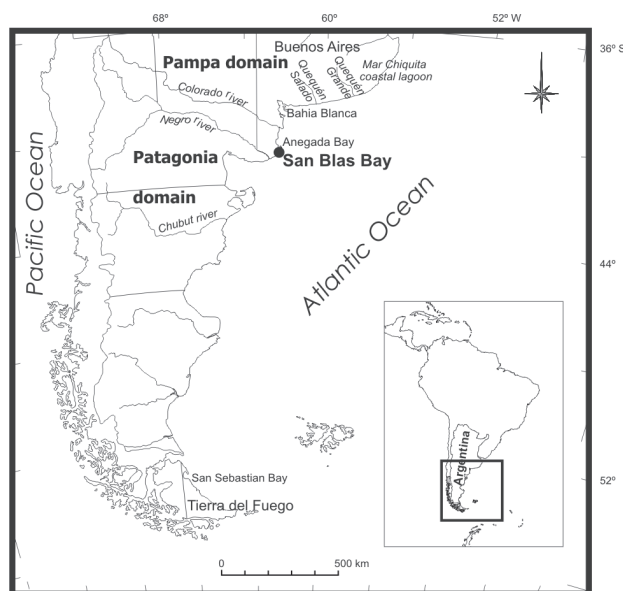 68°
60°
52° W
36° S
Buenos Aires
Pampa domain
Mar Chiquita
coastal lagoon
Quequén
Salado
Quequén
Grande
Colorado river
Bahia Blanca
Negro river
Anegada Bay
San Blas Bay
Patagonia
domain
Chubut river
Pacific Ocean
Atlantic Ocean
44°
Argentina
52°
San Sebastian Bay
Tierra del Fuego
0
500 km